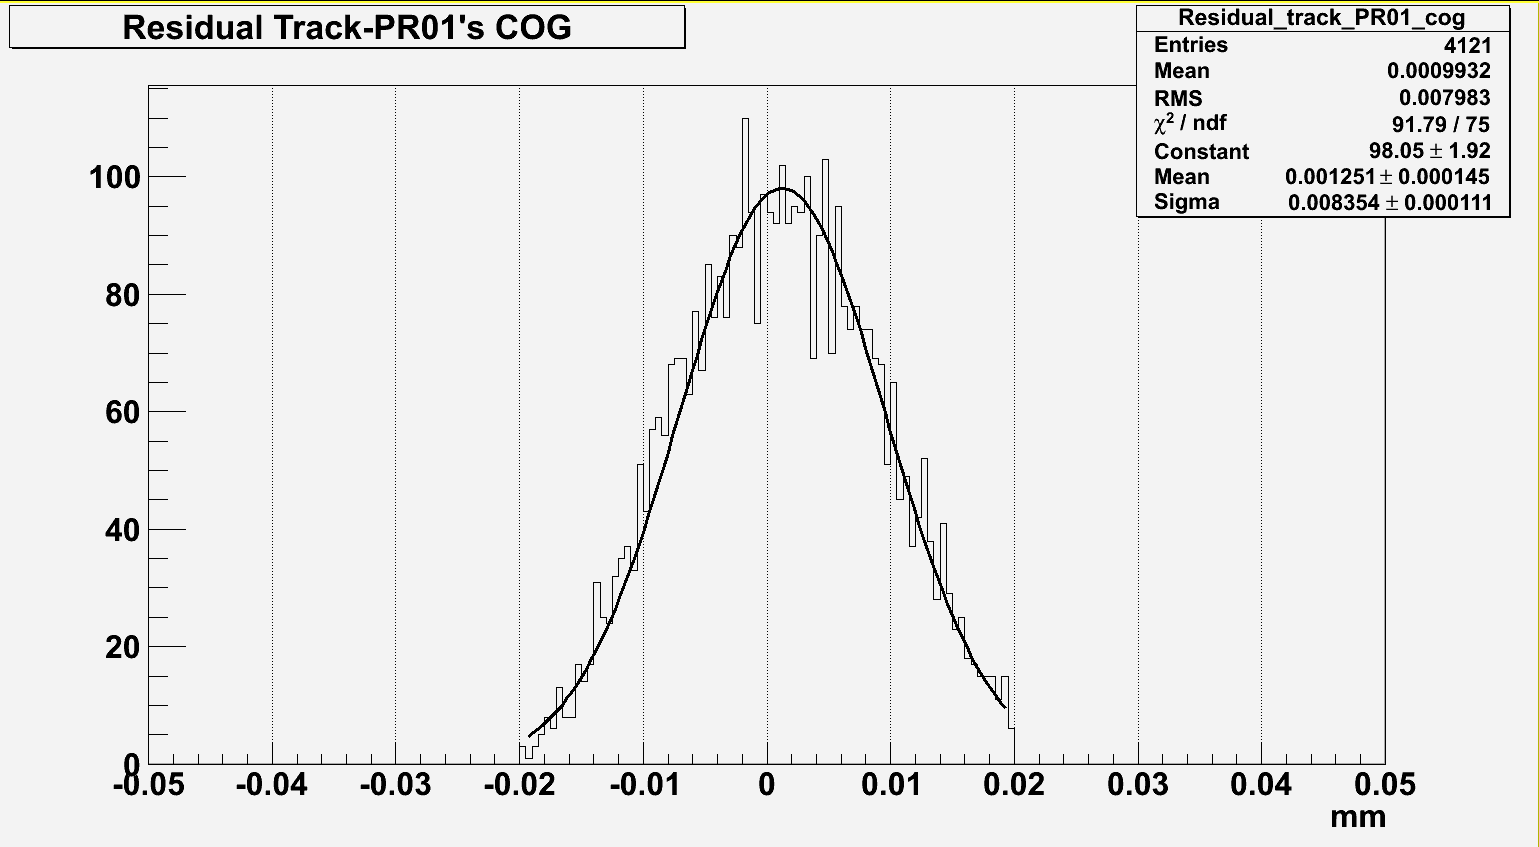 Residual Track-PR01's COG
Residual_track_PR01_cog
Entries 4121
Mean 0.0009932
RMS 0.007983
χ² / ndf 91.79 / 75
Constant 98.05 ± 1.92
Mean 0.001251 ± 0.000145
Sigma 0.008354 ± 0.000111
100
80
60
40
20
0
-0.05 -0.04 -0.03 -0.02 -0.01 0 0.01 0.02 0.03 0.04 0.05
mm